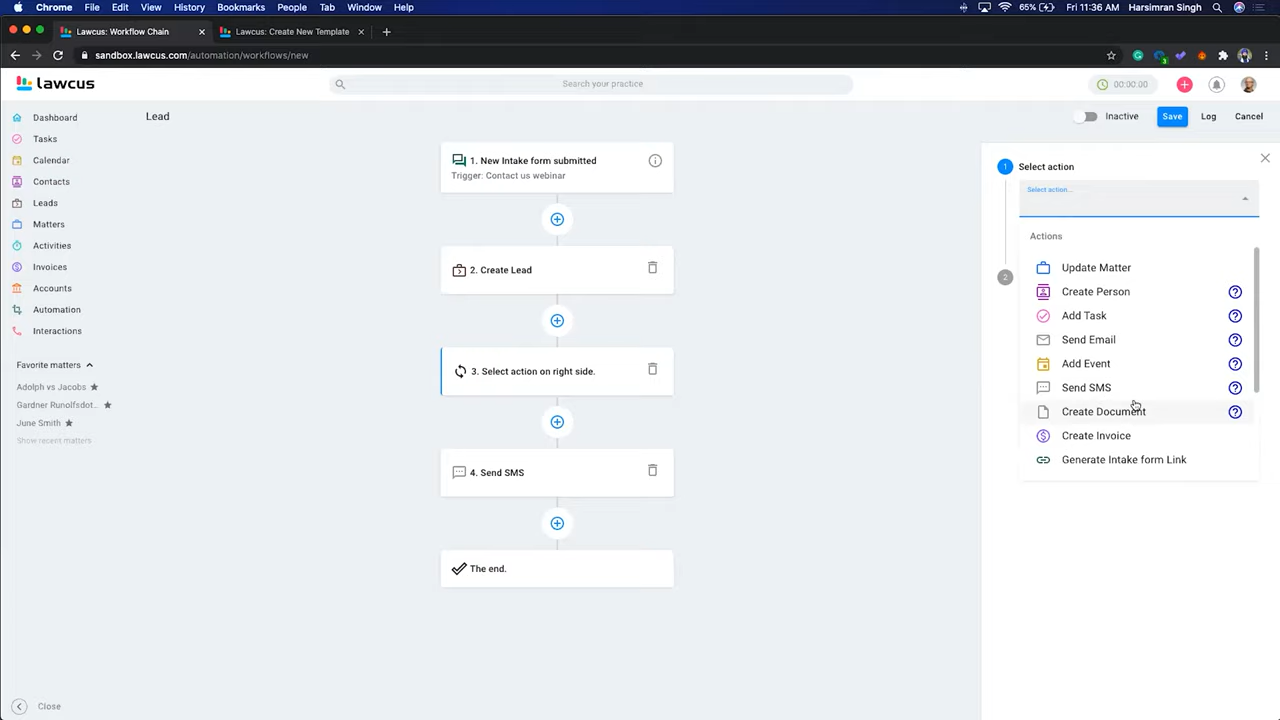 Chrome File Edit View History Bookmarks People Tab Window Help 65% Fri 11:36 AM Harsimran Singh
Lawcus: Workflow Chain Lawcus: Create New Template
sandbox.lawcus.com/automation/workflows/new
lawcus Search your practice 00:00:00
Lead Inactive Save Log Cancel
Dashboard
Tasks
Calendar
Contacts
Leads
Matters
Activities
Invoices
Accounts
Automation
Interactions
Favorite matters
Adolph vs Jacobs
Gardner Runolfsdot..
June Smith
Show recent matters
Close
1. New Intake form submitted
Trigger: Contact us webinar
2. Create Lead
3. Select action on right side.
4. Send SMS
The end.
1 Select action
Select action...
2
Actions
Update Matter
Create Person
Add Task
Send Email
Add Event
Send SMS
Create Document
Create Invoice
Generate Intake form Link